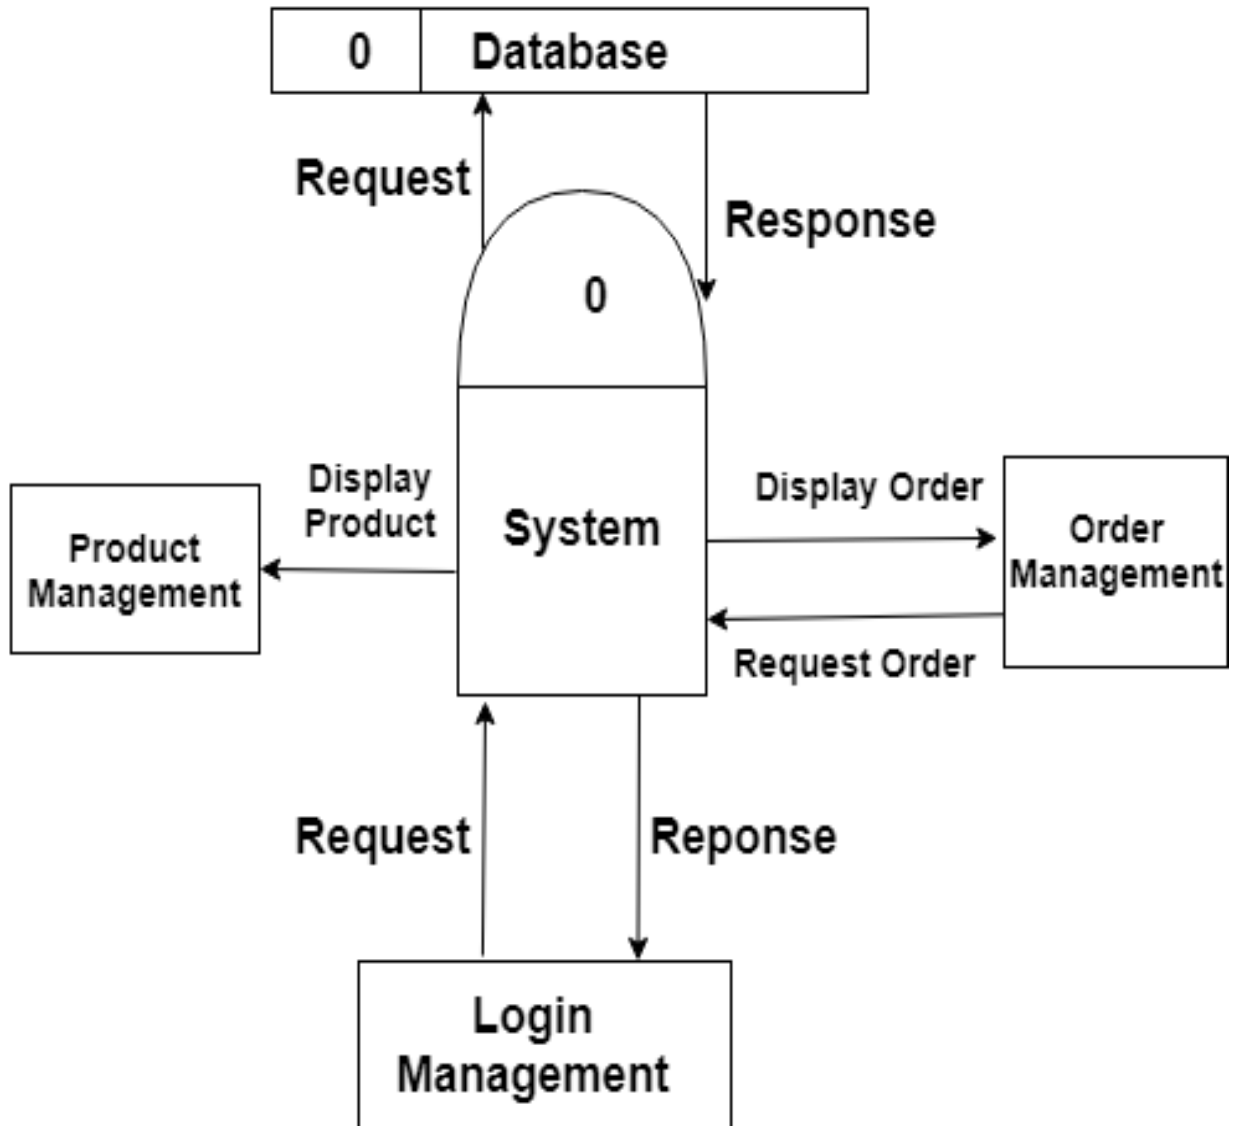 0 Database
Request
Response
0
Display
Product
System
Display Order
Product
Management
Order
Management
Request Order
Request
Reponse
Login
Management